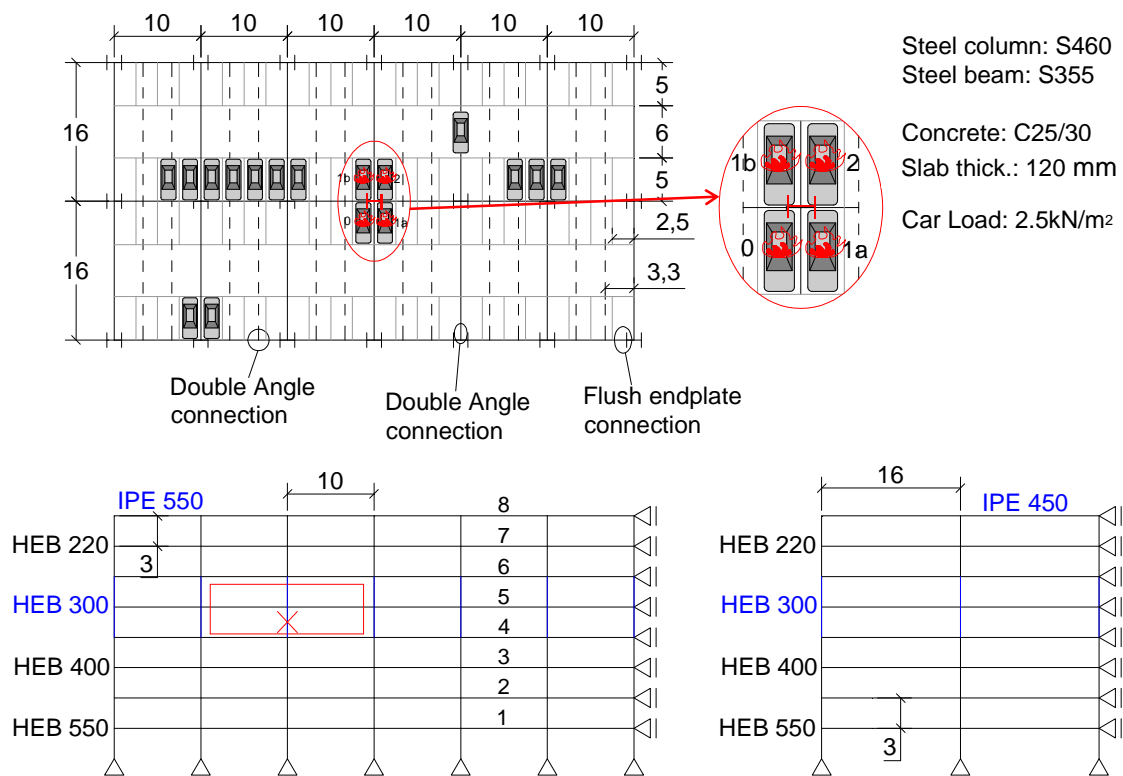 10 10 10 10 10 10
Steel column: S460
Steel beam: S355
Concrete: C25/30
Slab thick.: 120 mm
Car Load: 2.5kN/m2
16
16
5
6
5
2,5
3,3
1b 2
0 1a
1b 2
0 1a
Double Angle
connection
Double Angle
connection
Flush endplate
connection
IPE 550
10
HEB 220
HEB 300
HEB 400
HEB 550
3
8
7
6
5
4
3
2
1
16
IPE 450
HEB 220
HEB 300
HEB 400
HEB 550
3